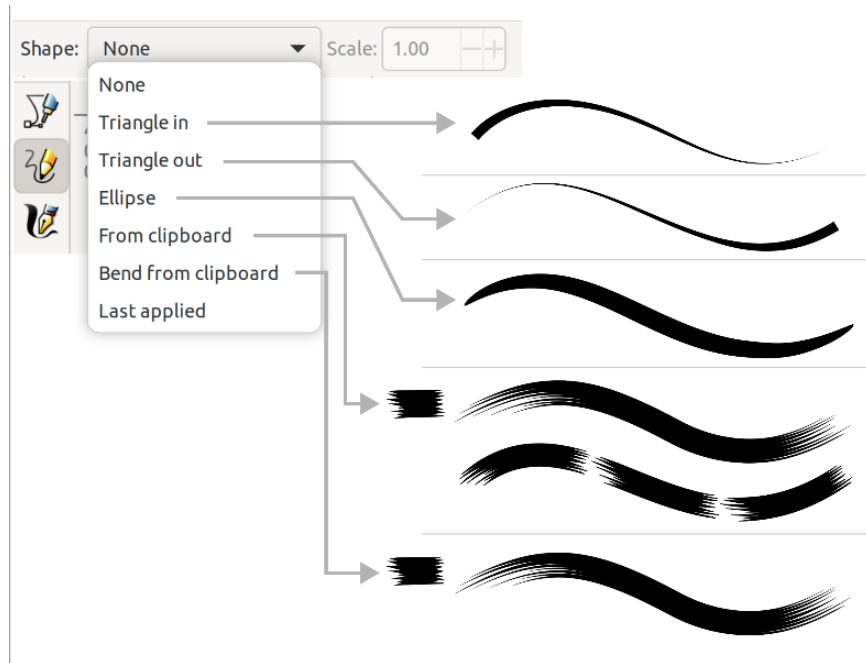 Shape: None Scale: 1.00
None
Triangle in
Triangle out
Ellipse
From clipboard
Bend from clipboard
Last applied